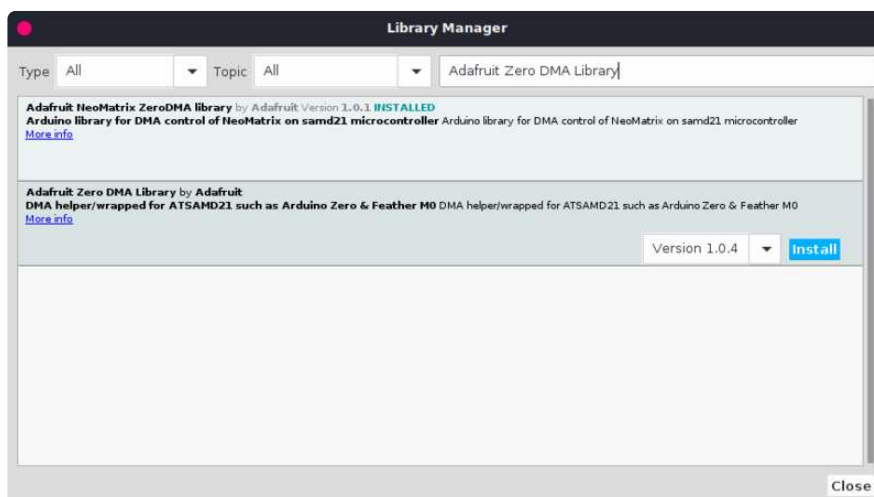 Library Manager
Type All Topic All Adafruit Zero DMA Library
Adafruit NeoMatrix ZeroDMA library by Adafruit Version 1.0.1 INSTALLED
Arduino library for DMA control of NeoMatrix on samd21 microcontroller Arduino library for DMA control of NeoMatrix on samd21 microcontroller
More info
Adafruit Zero DMA Library by Adafruit
DMA helper/wrapped for ATSAMD21 such as Arduino Zero & Feather M0 DMA helper/wrapped for ATSAMD21 such as Arduino Zero & Feather M0
More info
Version 1.0.4 Install
Close